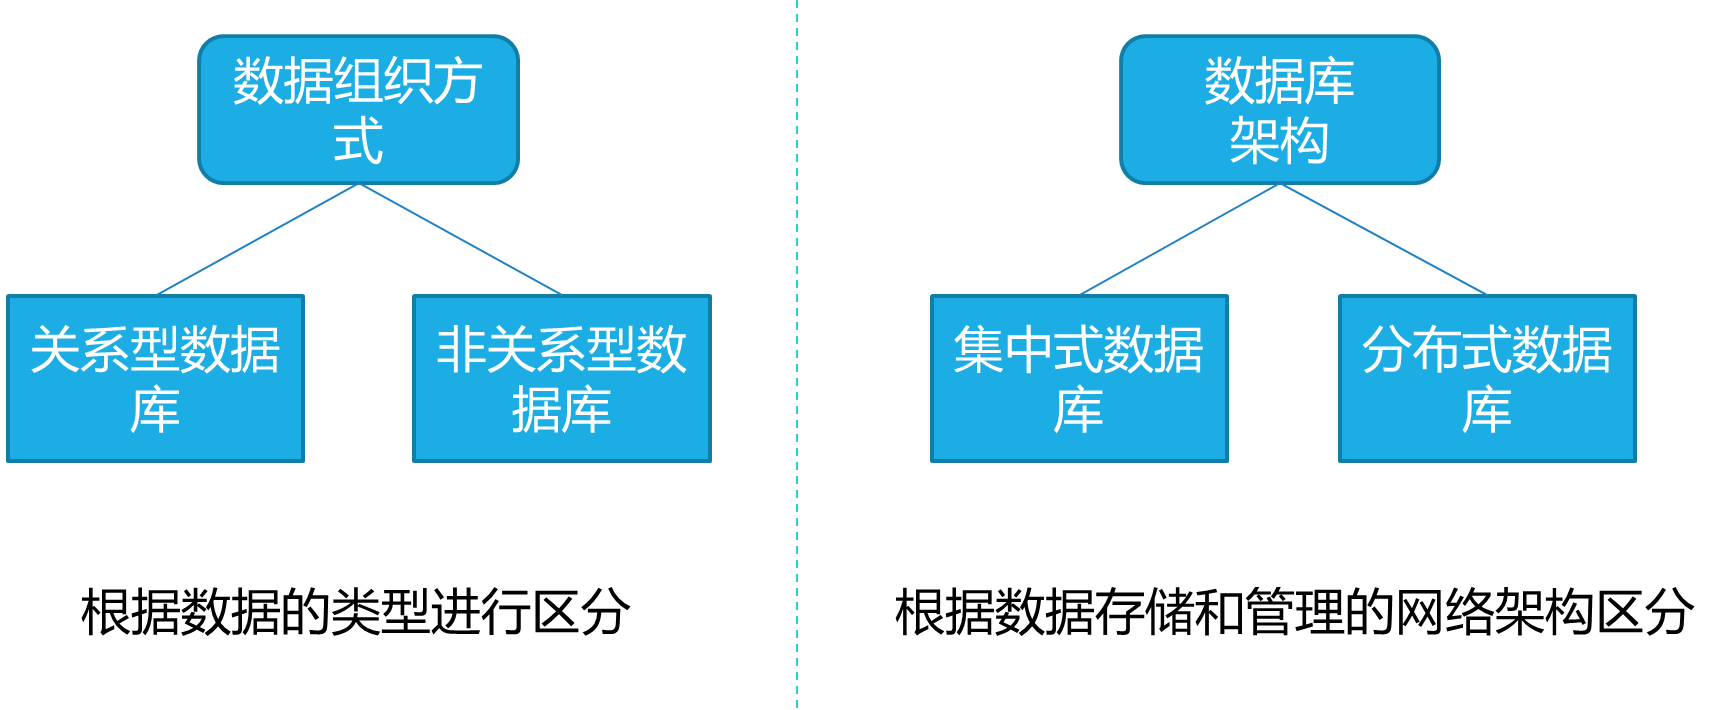 数据组织方
式
关系型数据
库
非关系型数
据库
根据数据的类型进行区分
数据库
架构
集中式数据
库
分布式数据
库
根据数据存储和管理的网络架构区分